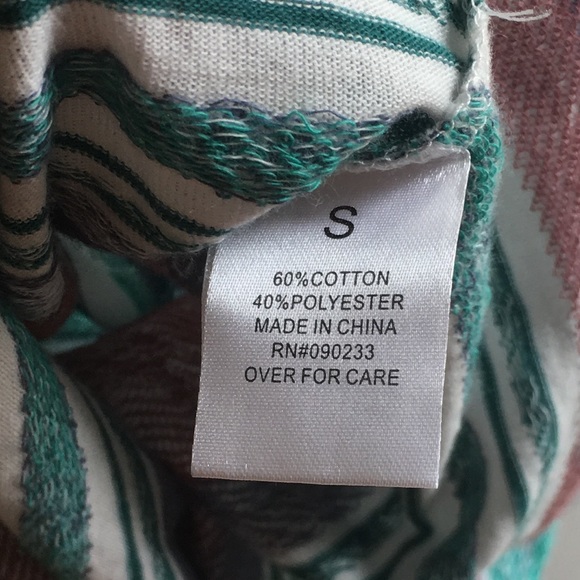 S
60%COTTON
40%POLYESTER
MADE IN CHINA
RN#090233
OVER FOR CARE